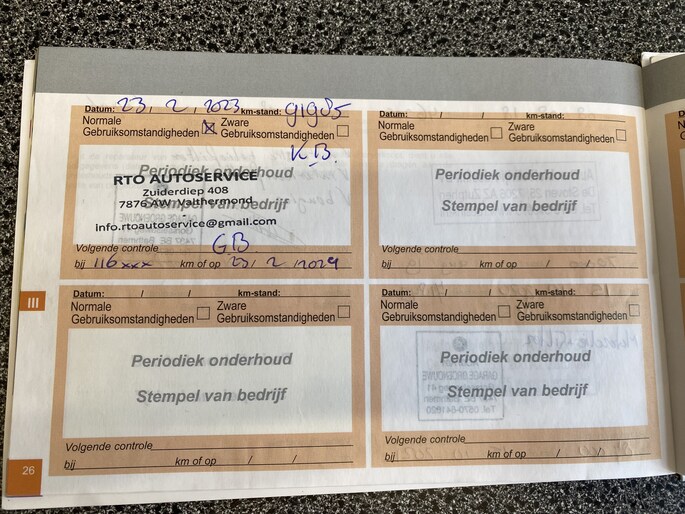 Datum: 23 / 2 / 2023 km-stand:
Normale Gebruiksomstandigheden Zware Gebruiksomstandigheden
KB.
Periodiek onderhoud
RTO AUTOSERVICE
Zuiderdiep 408
7876 AW Valthermond
Stempel van bedrijf
info.rtoautoservice@gmail.com
Volgende controle GB
bij 116xxx km of op 23 / 2 / 2024
Datum: / / km-stand:
Normale Gebruiksomstandigheden Zware Gebruiksomstandigheden
Periodiek onderhoud
Stempel van bedrijf
Volgende controle
bij km of op / /
III
Datum: / / km-stand:
Normale Gebruiksomstandigheden Zware Gebruiksomstandigheden
Periodiek onderhoud
Stempel van bedrijf
Volgende controle
bij km of op / /
Datum: / / km-stand:
Normale Gebruiksomstandigheden Zware Gebruiksomstandigheden
Periodiek onderhoud
Stempel van bedrijf
Volgende controle
bij km of op / /
26